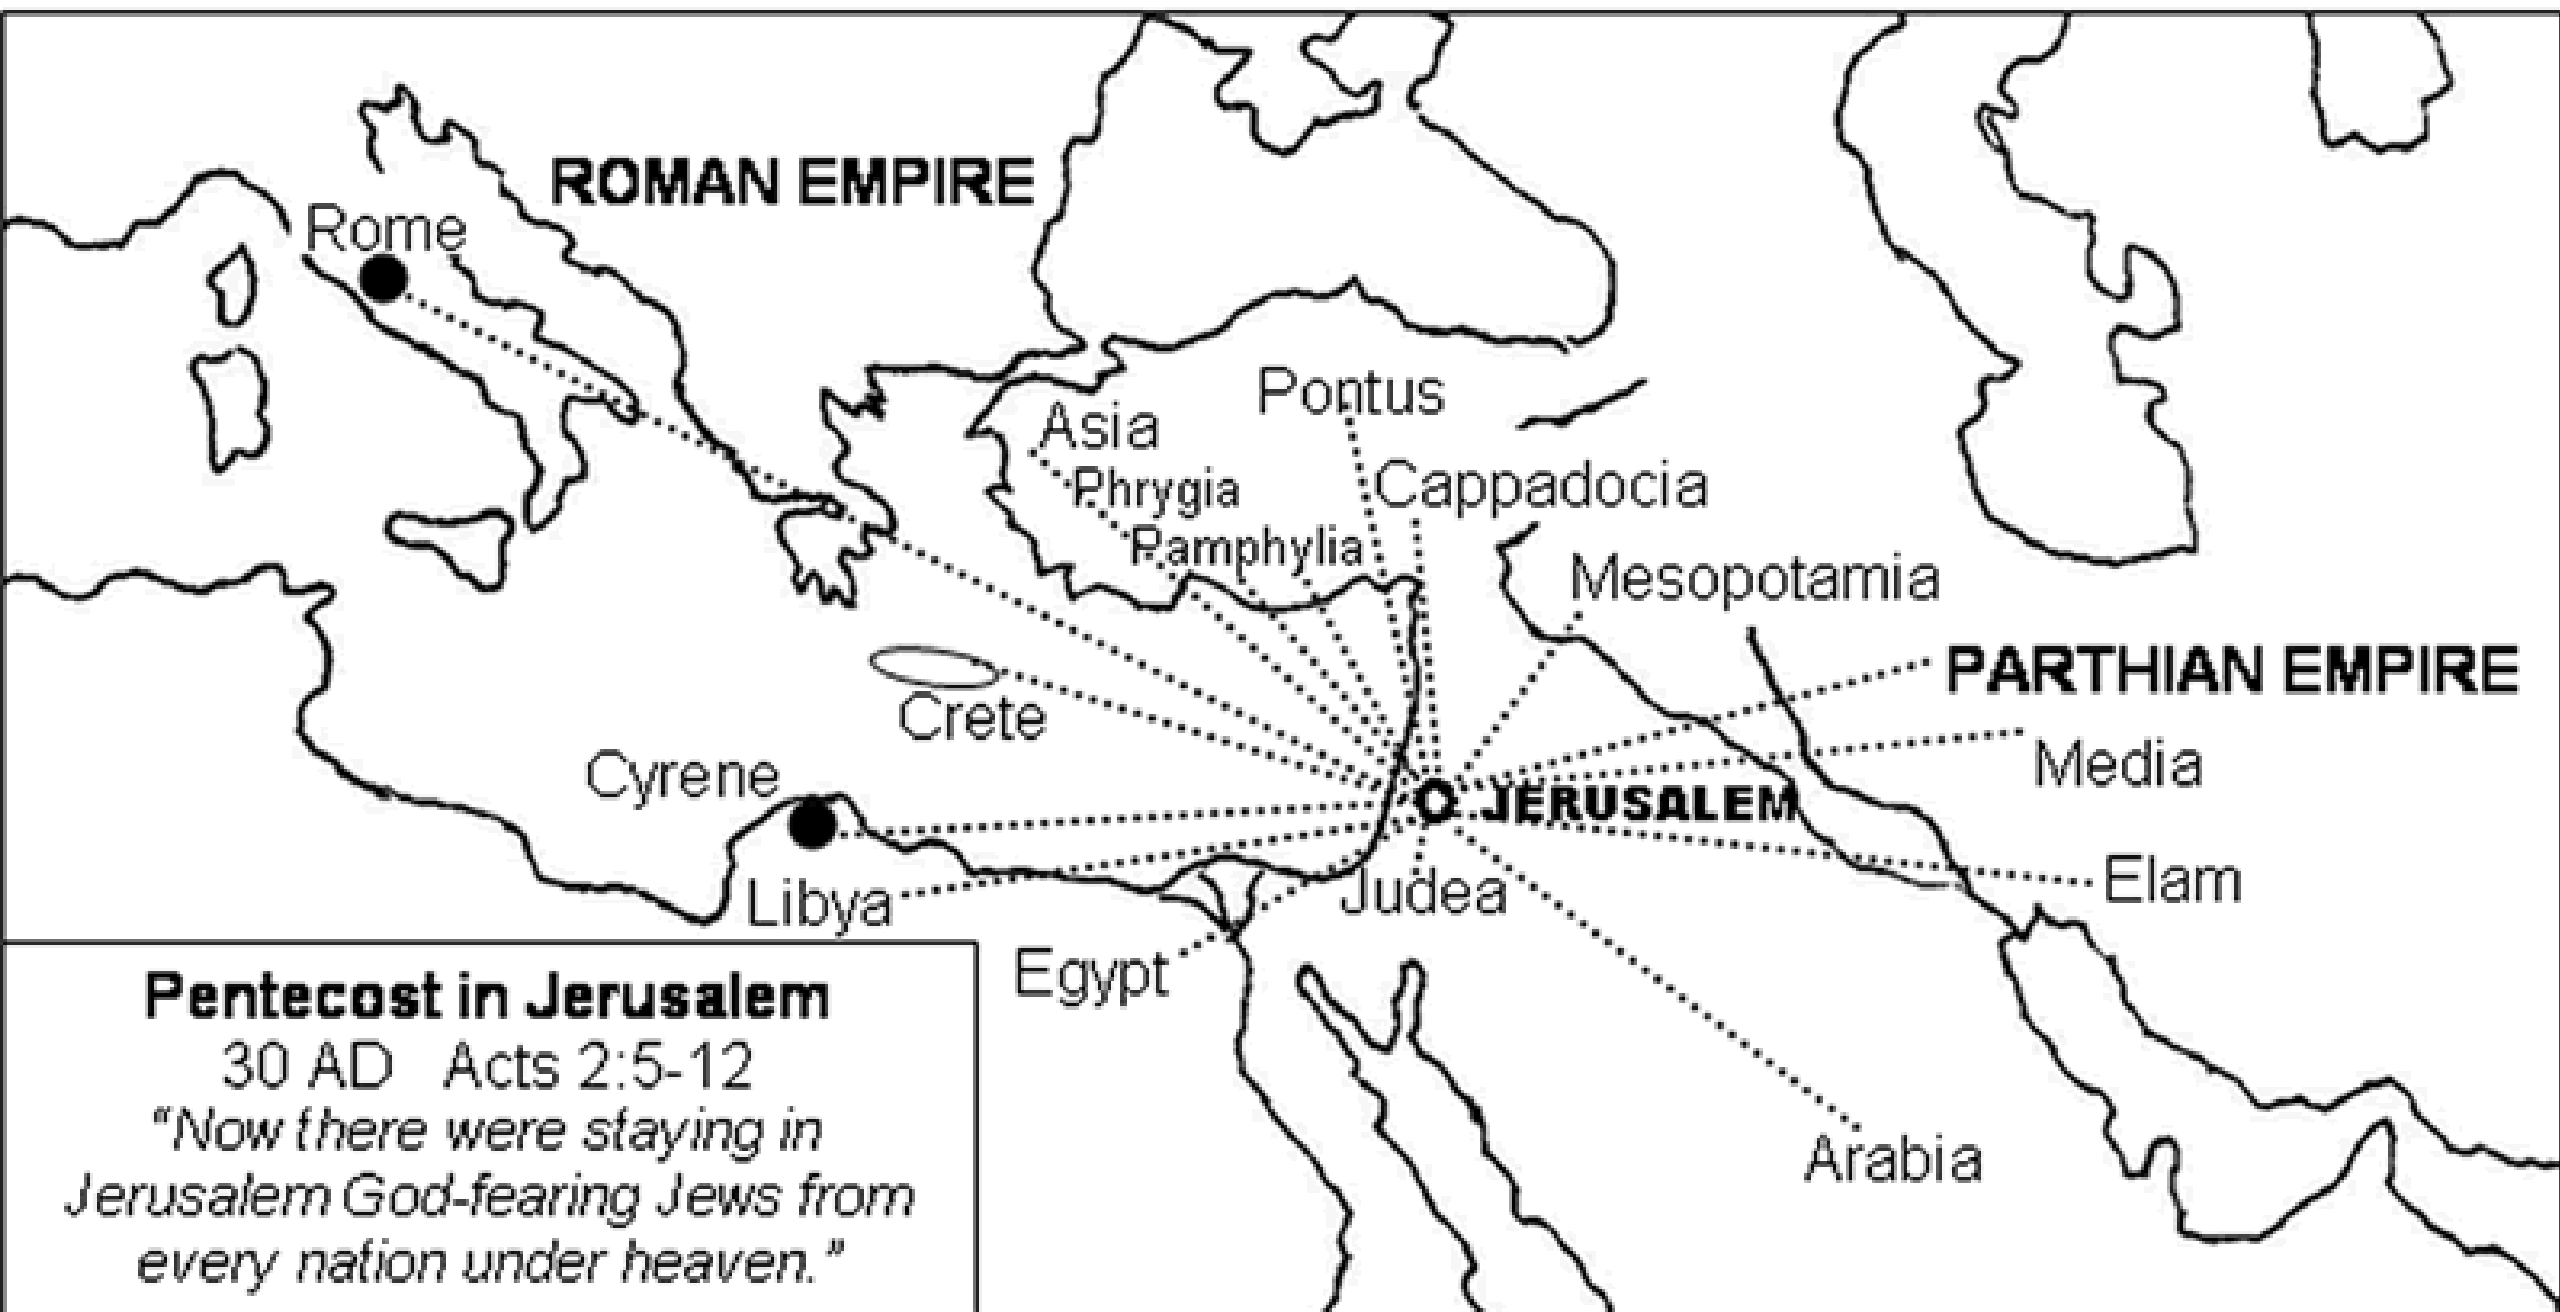 ROMAN EMPIRE
Rome
Pontus
Asia
Cappadocia
Phrygia
Pamphylia
Mesopotamia
PARTHIAN EMPIRE
Crete
Media
Cyrene
JERUSALEM
Elam
Libya
Judea
Egypt
Arabia
Pentecost in Jerusalem
30 AD Acts 2:5-12
“Now there were staying in
Jerusalem God-fearing Jews from
every nation under heaven.”